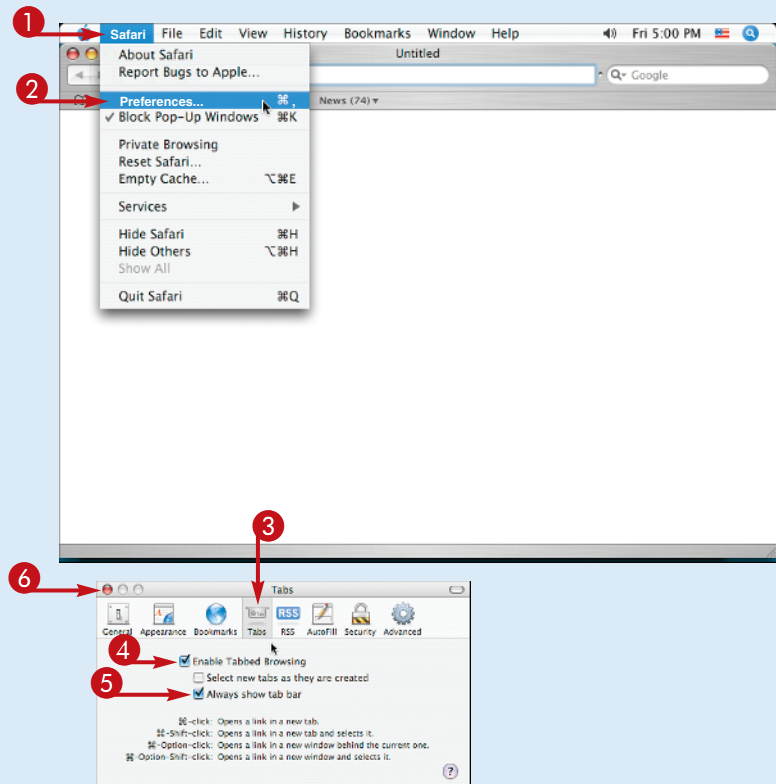 1
Safari File Edit View History Bookmarks Window Help Fri 5:00 PM
Untitled
Google
News (74) ▾
About Safari
Report Bugs to Apple...
2
Preferences... ⌘,
✓ Block Pop-Up Windows ⌘K
Private Browsing
Reset Safari...
Empty Cache... ⌥⌘E
Services ▶
Hide Safari ⌘H
Hide Others ⌥⌘H
Show All
Quit Safari ⌘Q
3
6
Tabs
RSS
General Appearance Bookmarks Tabs RSS AutoFill Security Advanced
4
Enable Tabbed Browsing
Select new tabs as they are created
5
Always show tab bar
⌘-click: Opens a link in a new tab.
⌘-Shift-click: Opens a link in a new tab and selects it.
⌘-Option-click: Opens a link in a new window behind the current one.
⌘-Option-Shift-click: Opens a link in a new window and selects it.
?